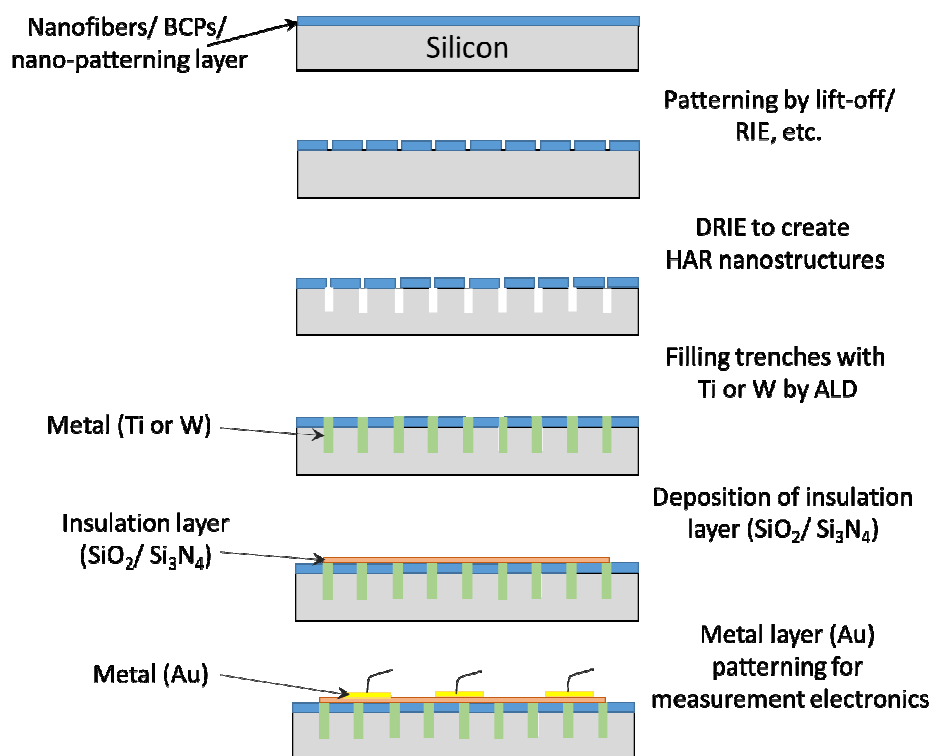 Nanofibers/ BCPs/
nano-patterning layer
Silicon
Patterning by lift-off/
RIE, etc.
DRIE to create
HAR nanostructures
Filling trenches with
Ti or W by ALD
Metal (Ti or W)
Deposition of insulation
layer (SiO₂/ Si₃N₄)
Insulation layer
(SiO₂/ Si₃N₄)
Metal layer (Au)
patterning for
measurement electronics
Metal (Au)